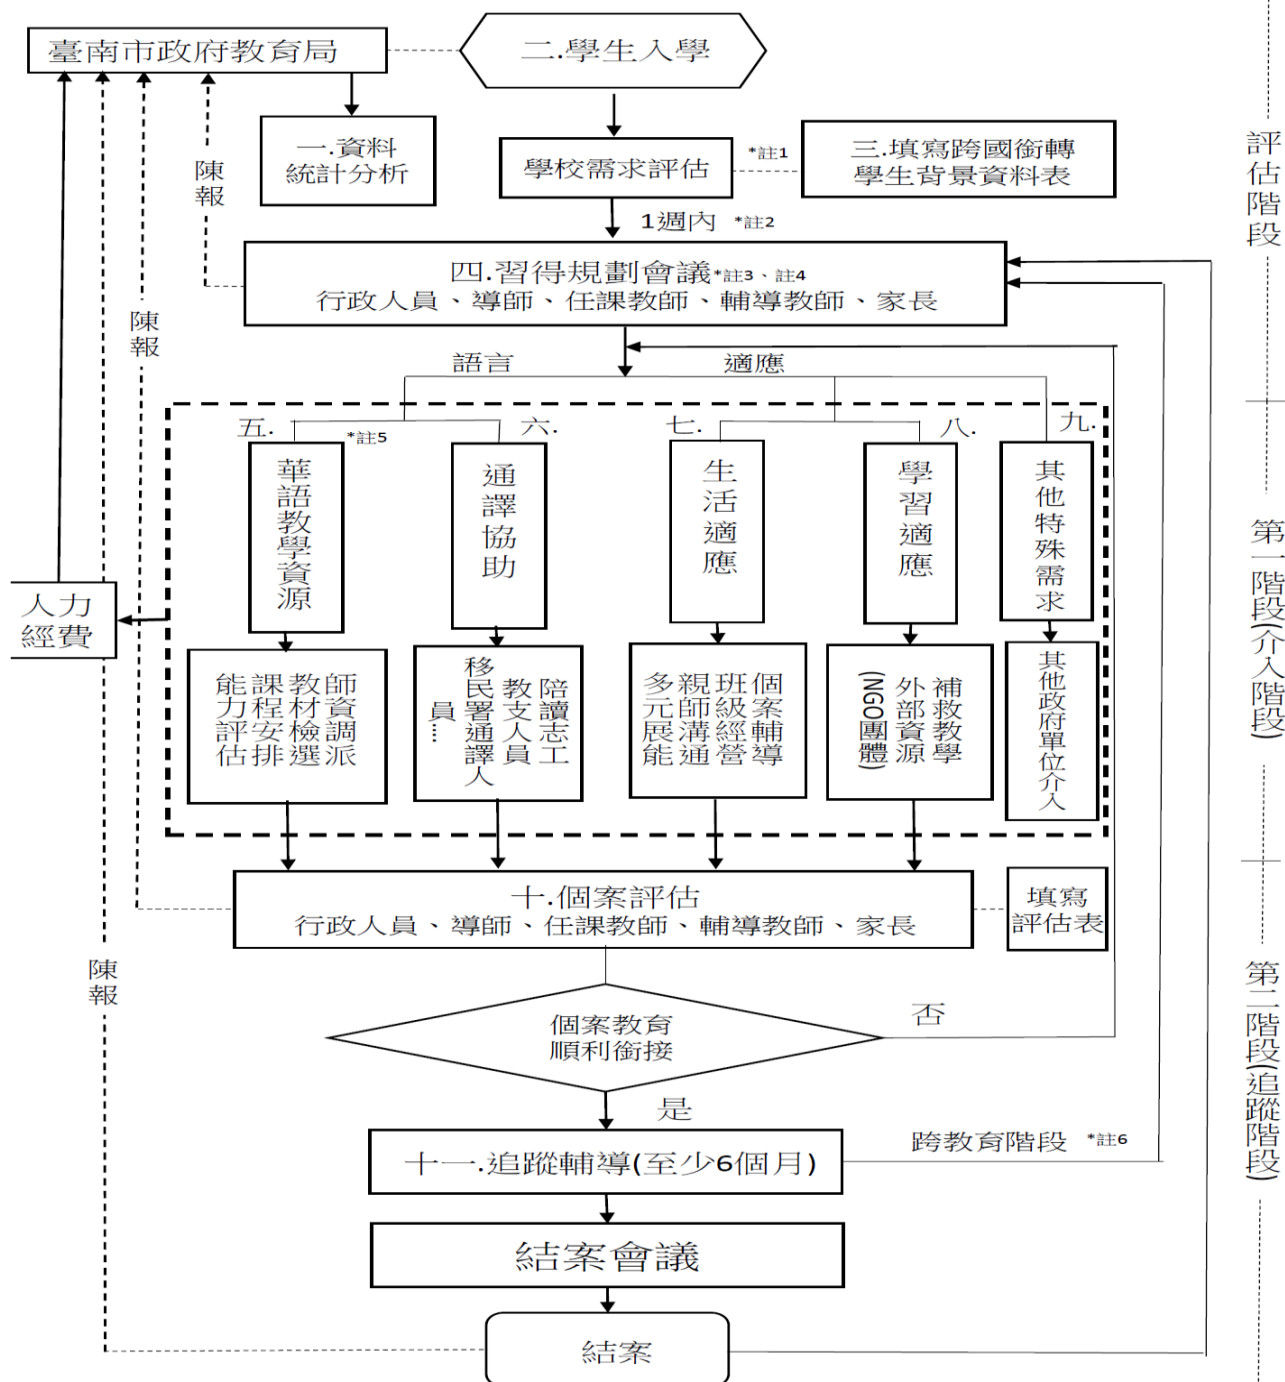 臺南市政府教育局
二.學生入學
一.資料
統計分析
學校需求評估
*註1
三.填寫跨國銜轉
學生背景資料表
陳報
1週內 *註2
四.習得規劃會議*註3、註4
行政人員、導師、任課教師、輔導教師、家長
陳報
語言
適應
五.
*註5
六.
七.
八.
九.
華語教學資源
通譯協助
生活適應
學習適應
其他特殊需求
人力
經費
師資調派
教材檢選
課程安排
能力評估
陪讀志工
教支人員
移民署通譯人
員....
個案輔導
班級經營
親師溝通
多元展能
補救教學
外部資源
(NGO團體)
其他政府單位介入
十.個案評估
行政人員、導師、任課教師、輔導教師、家長
填寫
評估表
陳報
個案教育
順利銜接
否
是
十一.追蹤輔導(至少6個月)
跨教育階段 *註6
結案會議
結案
評估階段
第一階段(介入階段)
第二階段(追蹤階段)